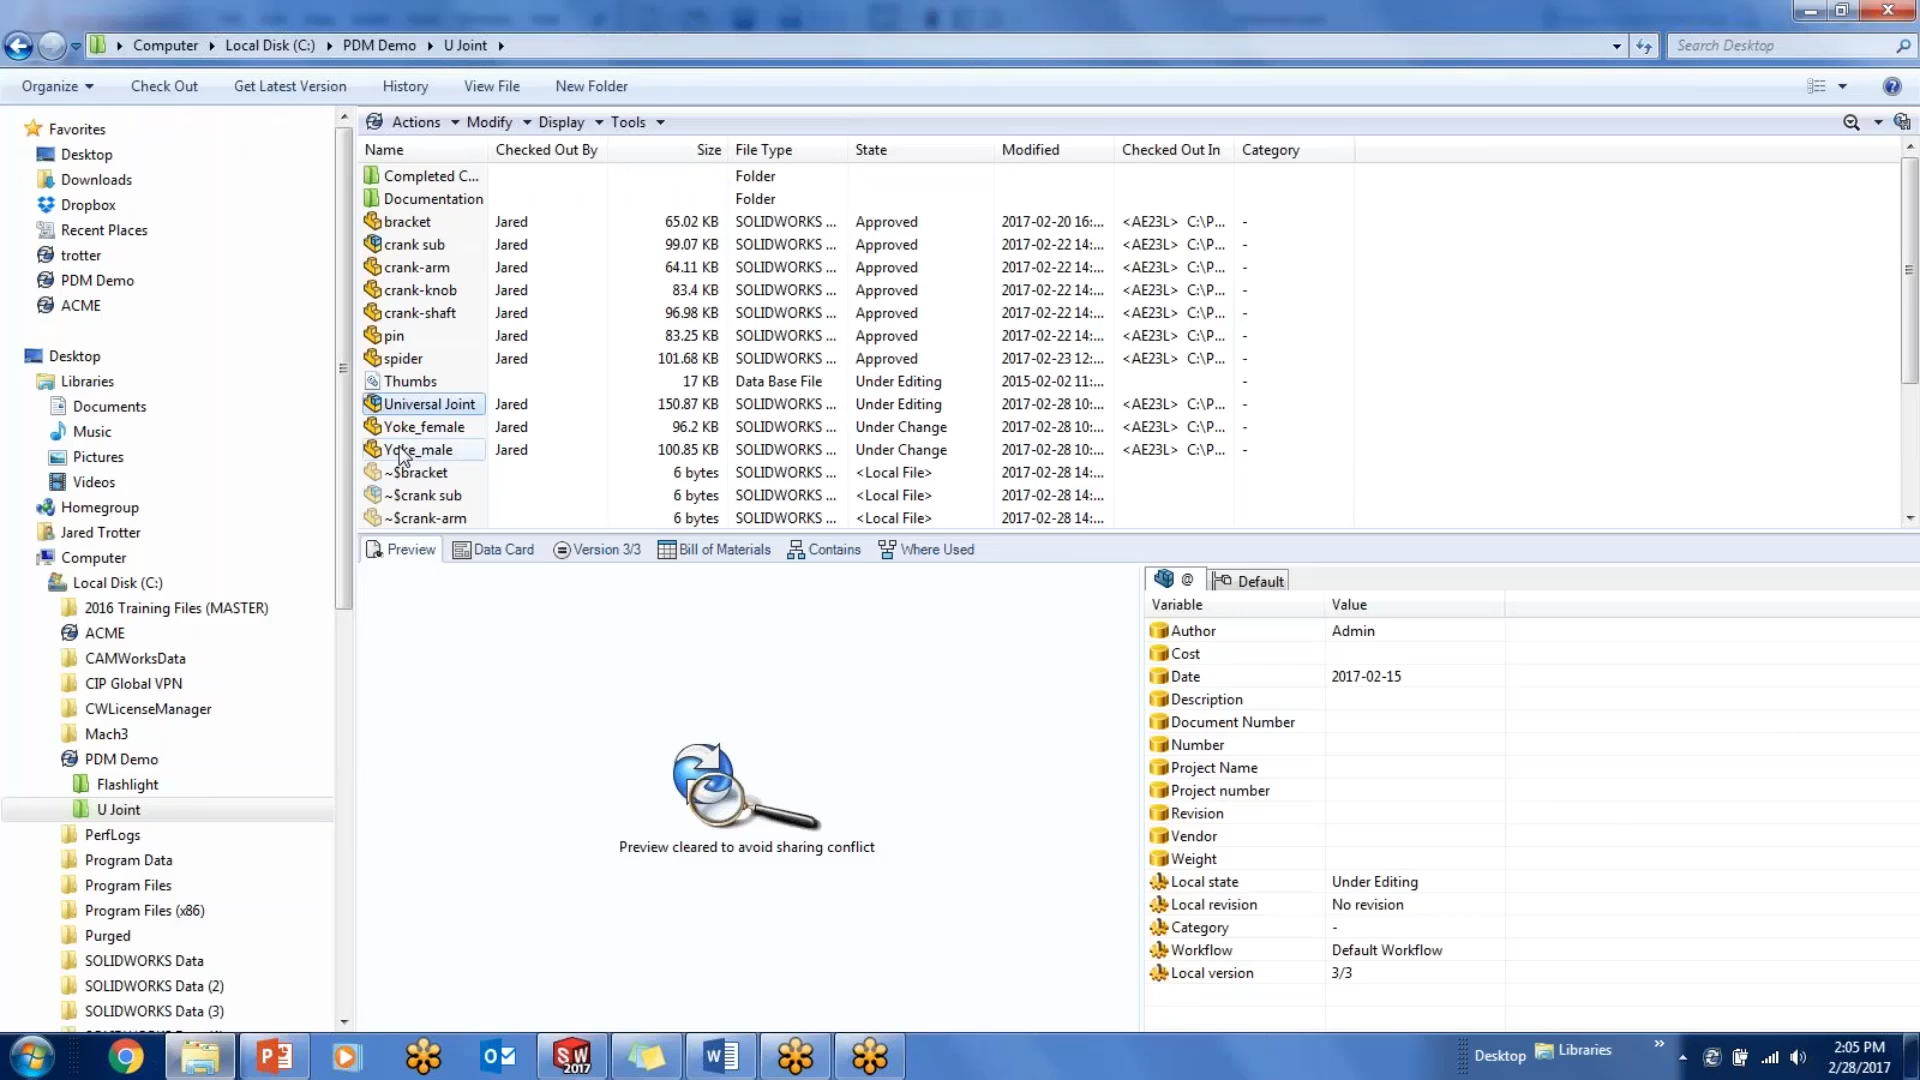 Computer Local Disk (C:) PDM Demo U Joint
Search Desktop
Organize Check Out Get Latest Version History View File New Folder
Favorites
Desktop
Downloads
Dropbox
Recent Places
trotter
PDM Demo
ACME
Desktop
Libraries
Documents
Music
Pictures
Videos
Homegroup
Jared Trotter
Computer
Local Disk (C:)
2016 Training Files (MASTER)
ACME
CAMWorksData
CIP Global VPN
CWLicenseManager
Mach3
PDM Demo
Flashlight
U Joint
PerfLogs
Program Data
Program Files
Program Files (x86)
Purged
SOLIDWORKS Data
SOLIDWORKS Data (2)
SOLIDWORKS Data (3)
Actions Modify Display Tools
Name Checked Out By Size File Type State Modified Checked Out In Category
Completed C... Folder
Documentation Folder
bracket Jared 65.02 KB SOLIDWORKS ... Approved 2017-02-20 16:... <AE23L> C:\P... -
crank sub Jared 99.07 KB SOLIDWORKS ... Approved 2017-02-22 14:... <AE23L> C:\P... -
crank-arm Jared 64.11 KB SOLIDWORKS ... Approved 2017-02-22 14:... <AE23L> C:\P... -
crank-knob Jared 83.4 KB SOLIDWORKS ... Approved 2017-02-22 14:... <AE23L> C:\P... -
crank-shaft Jared 96.98 KB SOLIDWORKS ... Approved 2017-02-22 14:... <AE23L> C:\P... -
pin Jared 83.25 KB SOLIDWORKS ... Approved 2017-02-22 14:... <AE23L> C:\P... -
spider Jared 101.68 KB SOLIDWORKS ... Approved 2017-02-23 12:... <AE23L> C:\P... -
Thumbs 17 KB Data Base File Under Editing 2015-02-02 11:... -
Universal Joint Jared 150.87 KB SOLIDWORKS ... Under Editing 2017-02-28 10:... <AE23L> C:\P... -
Yoke_female Jared 96.2 KB SOLIDWORKS ... Under Change 2017-02-28 10:... <AE23L> C:\P... -
Yoke_male Jared 100.85 KB SOLIDWORKS ... Under Change 2017-02-28 10:... <AE23L> C:\P... -
~$bracket 6 bytes SOLIDWORKS ... <Local File> 2017-02-28 14:...
~$crank sub 6 bytes SOLIDWORKS ... <Local File> 2017-02-28 14:...
~$crank-arm 6 bytes SOLIDWORKS ... <Local File> 2017-02-28 14:...
Preview Data Card Version 3/3 Bill of Materials Contains Where Used
Preview cleared to avoid sharing conflict
@ Default
Variable Value
Author Admin
Cost
Date 2017-02-15
Description
Document Number
Number
Project Name
Project number
Revision
Vendor
Weight
Local state Under Editing
Local revision No revision
Category -
Workflow Default Workflow
Local version 3/3
SW 2017
Desktop Libraries »
2:05 PM
2/28/2017